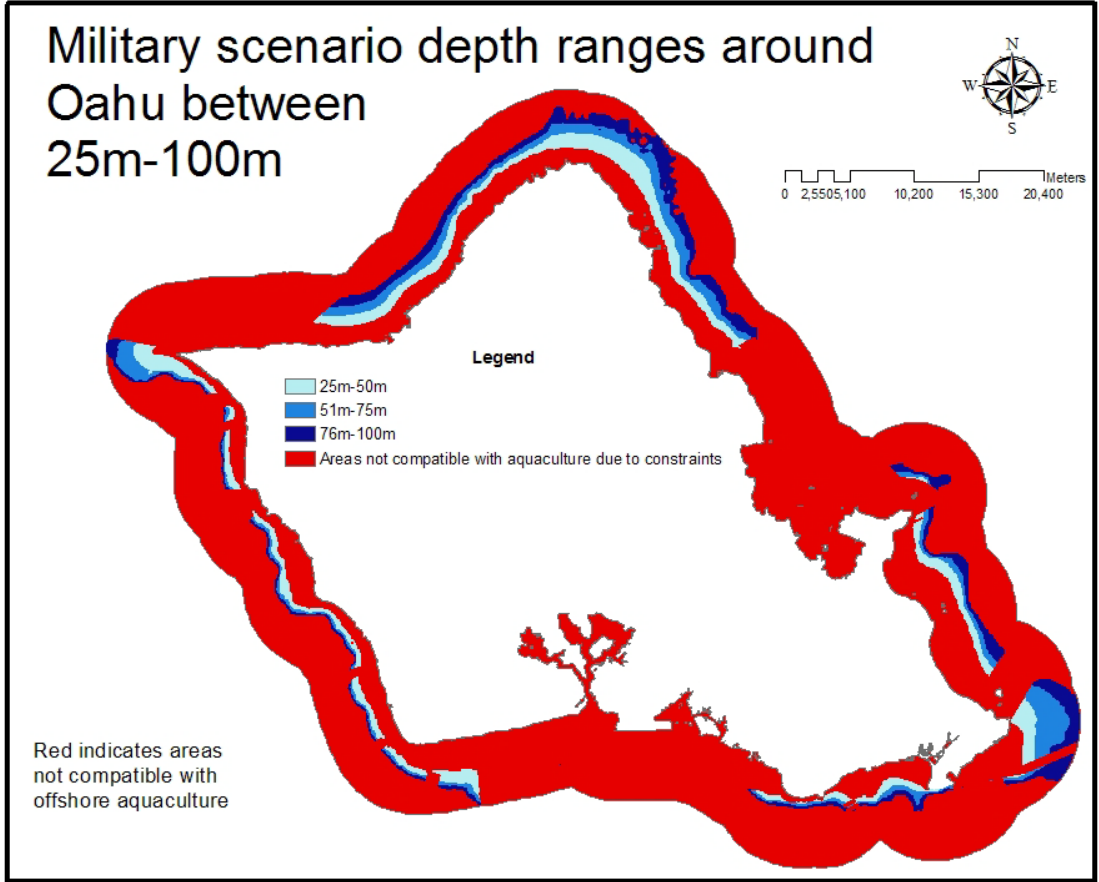 Military scenario depth ranges around
Oahu between
25m-100m
N
W E
S
Meters
0 2,5505,100 10,200 15,300 20,400
Legend
25m-50m
51m-75m
76m-100m
Areas not compatible with aquaculture due to constraints
Red indicates areas
not compatible with
offshore aquaculture